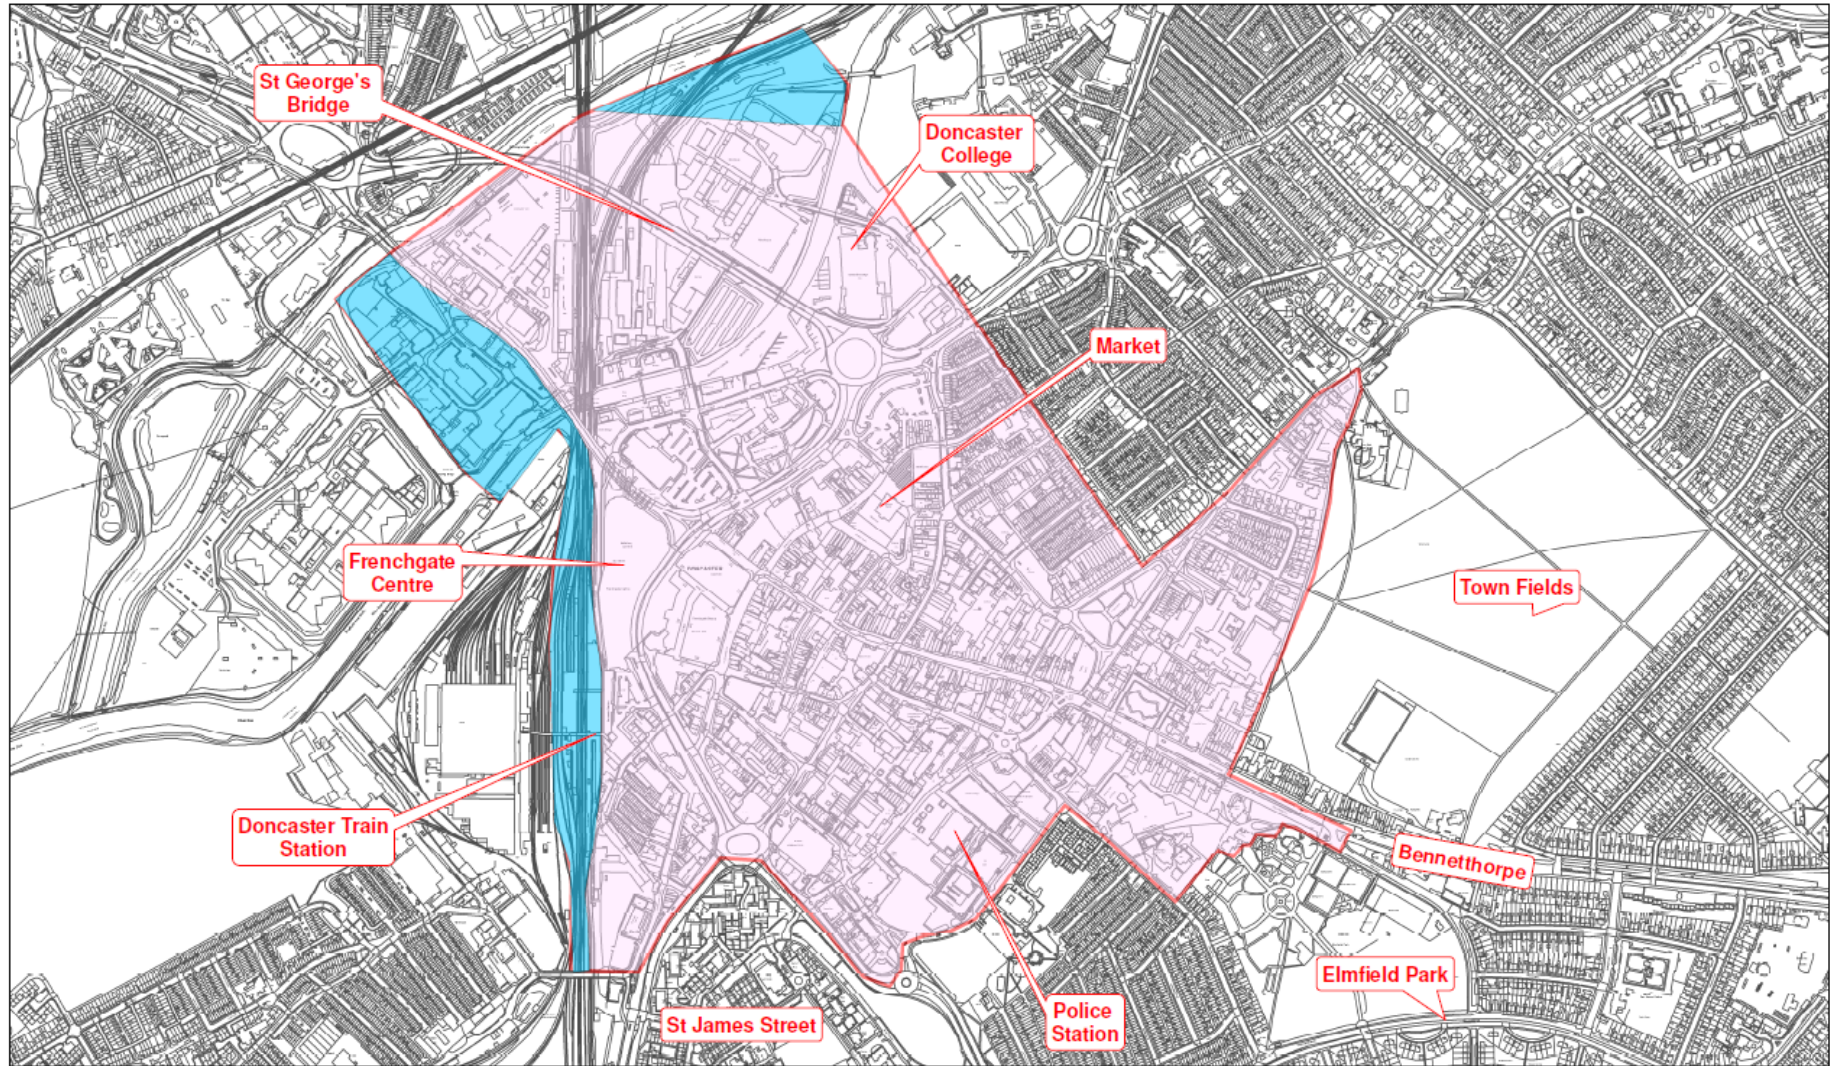 St George's
Bridge
Doncaster
College
Market
Frenchgate
Centre
Town Fields
Doncaster Train
Station
Bennetthorpe
Elmfield Park
Police
Station
St James Street